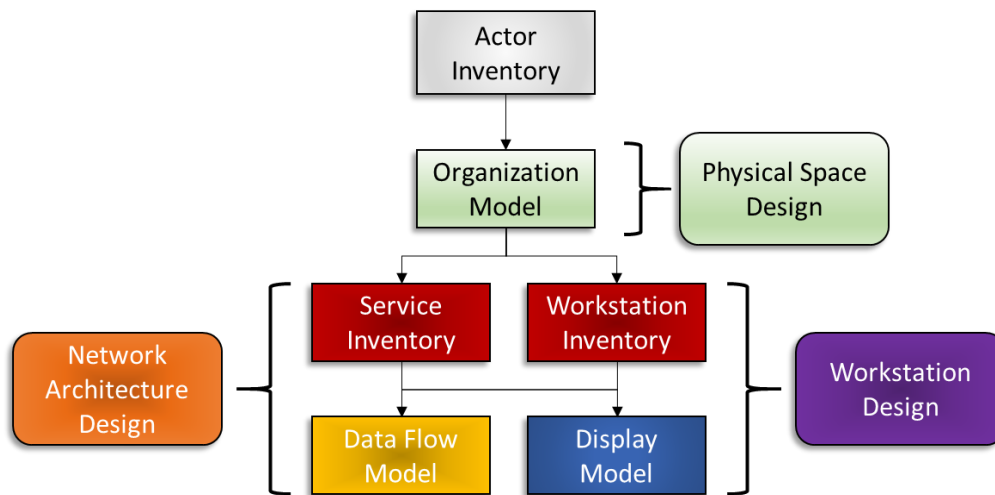 Actor
Inventory
Organization
Model
Physical Space
Design
Service
Inventory
Workstation
Inventory
Network
Architecture
Design
Workstation
Design
Data Flow
Model
Display
Model